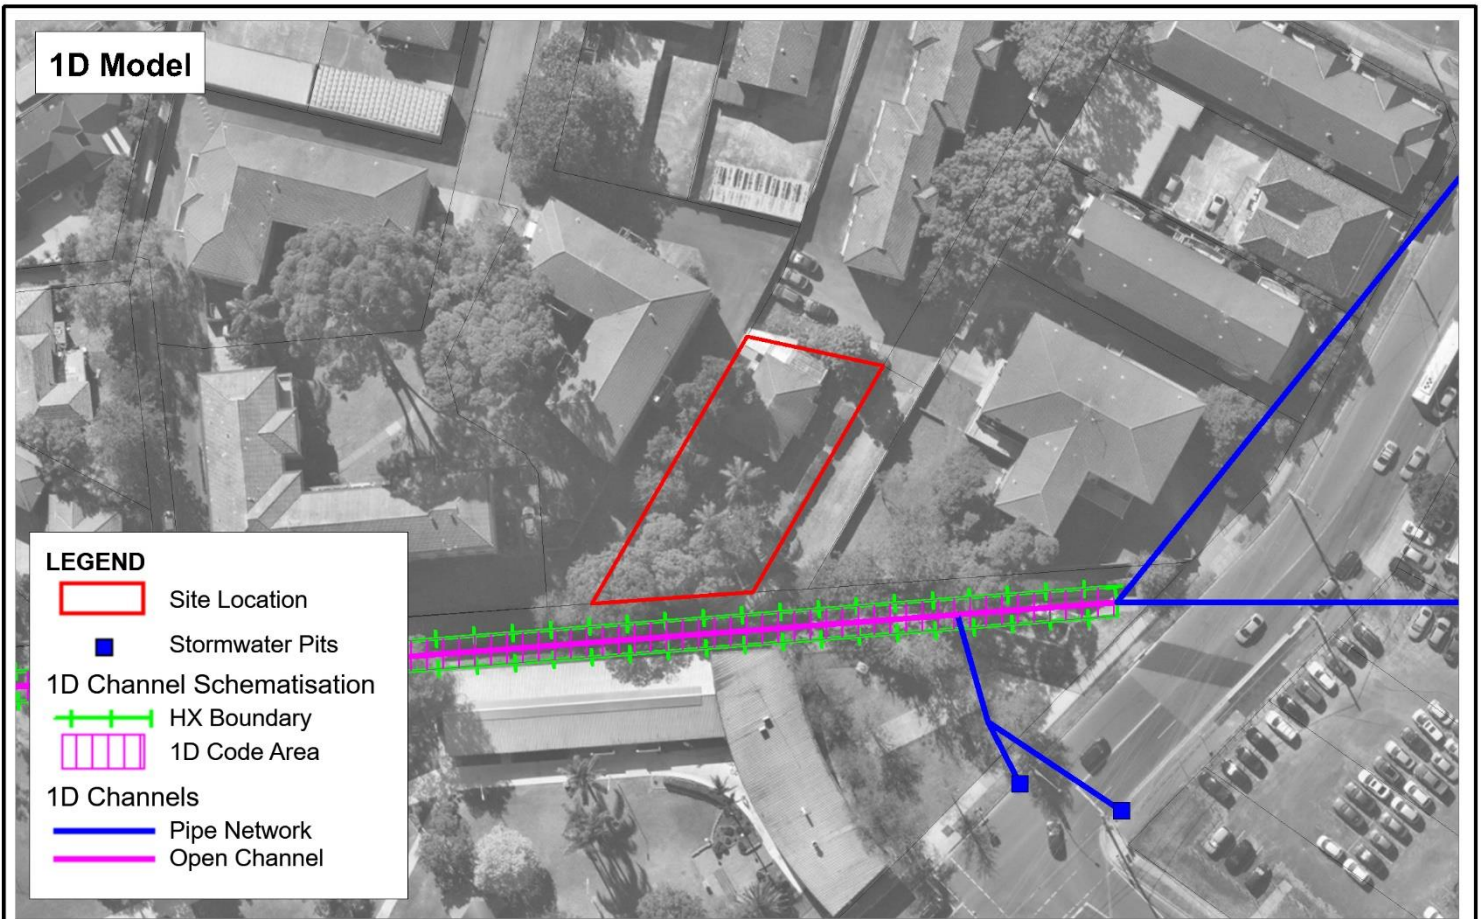 1D Model
LEGEND
Site Location
Stormwater Pits
1D Channel Schematisation
HX Boundary
1D Code Area
1D Channels
Pipe Network
Open Channel